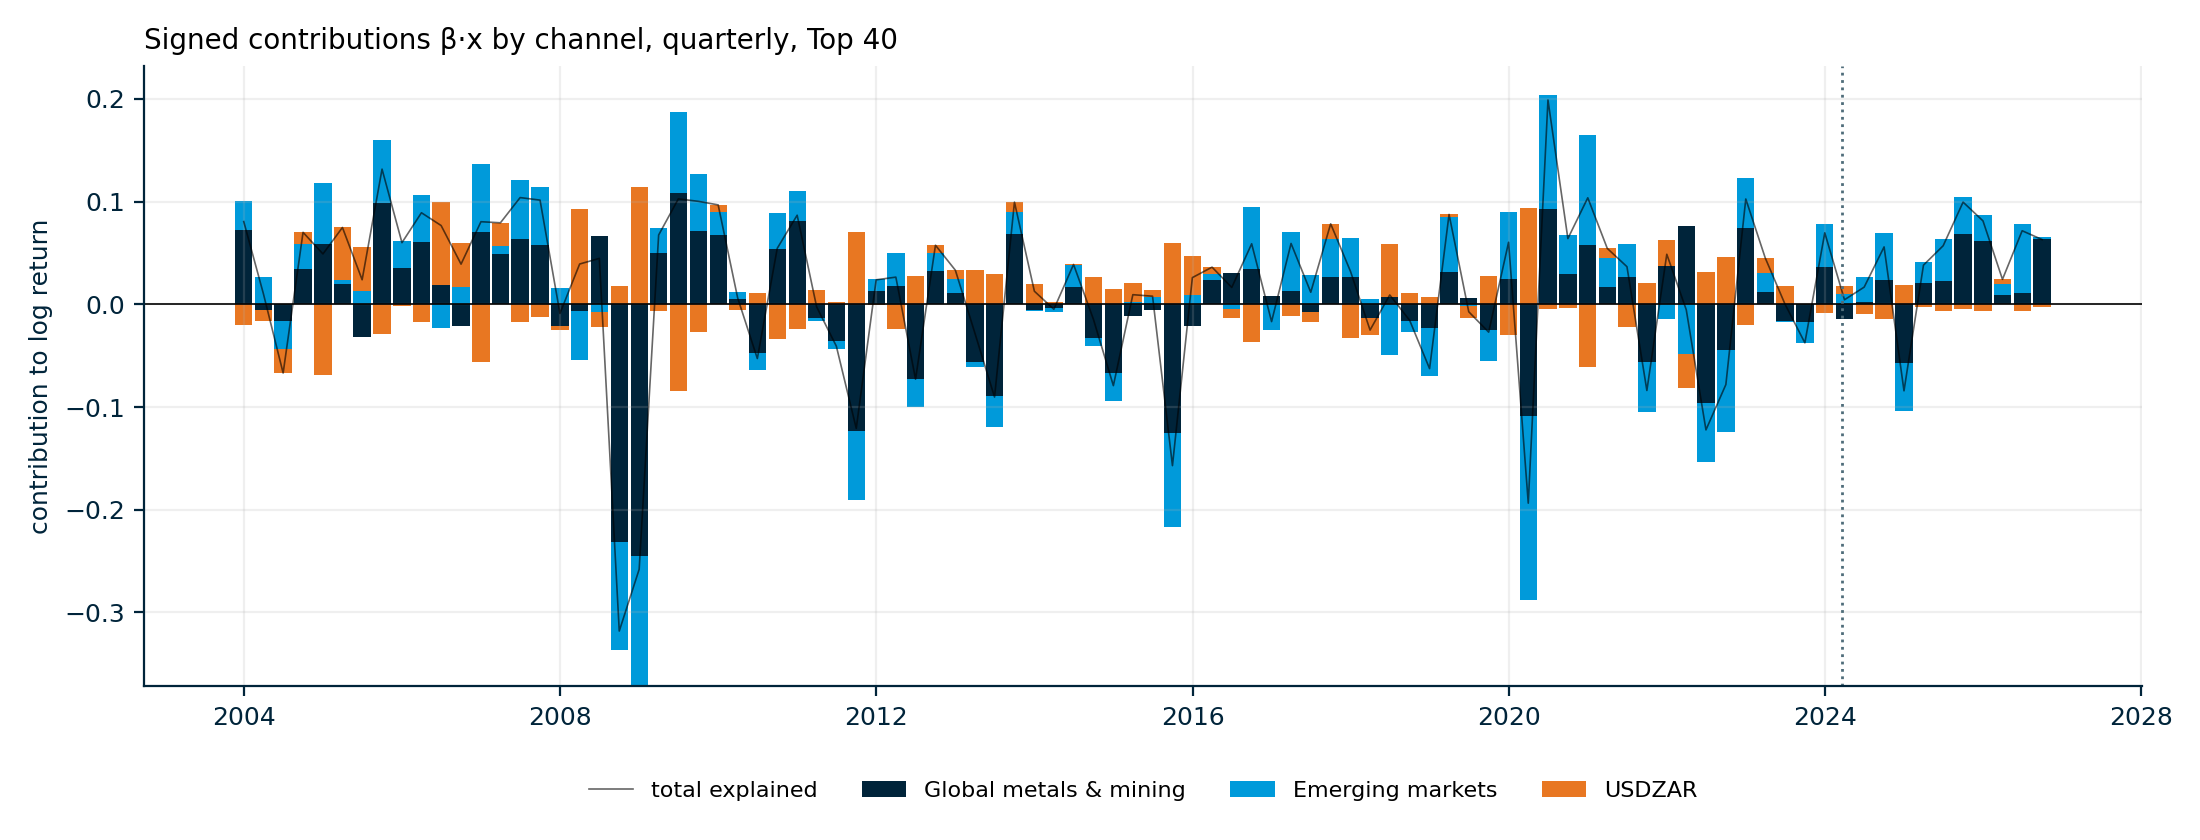 Signed contributions β·x by channel, quarterly, Top 40
contribution to log return
0.2
0.1
0.0
−0.1
−0.2
−0.3
2004 2008 2012 2016 2020 2024 2028
total explained Global metals & mining Emerging markets USDZAR